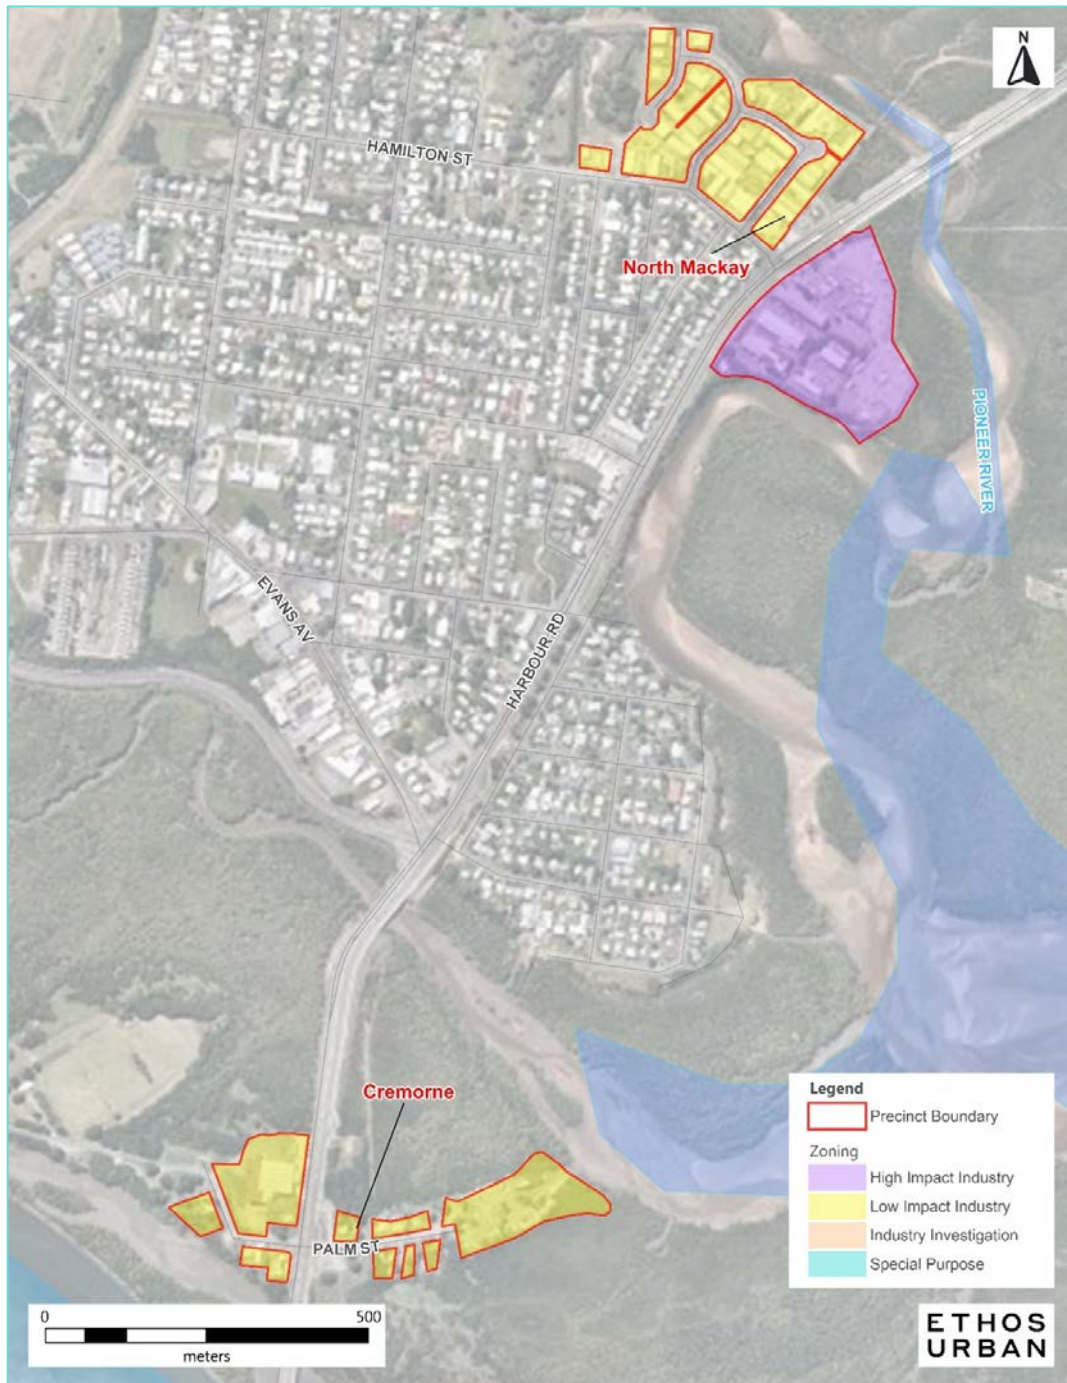 N
HAMILTON ST
North Mackay
PIONEER RIVER
EVANS AV
HARBOUR RD
Cremorne
PALM ST
Legend
Precinct Boundary
Zoning
High Impact Industry
Low Impact Industry
Industry Investigation
Special Purpose
0 500
meters
ETHOS
URBAN